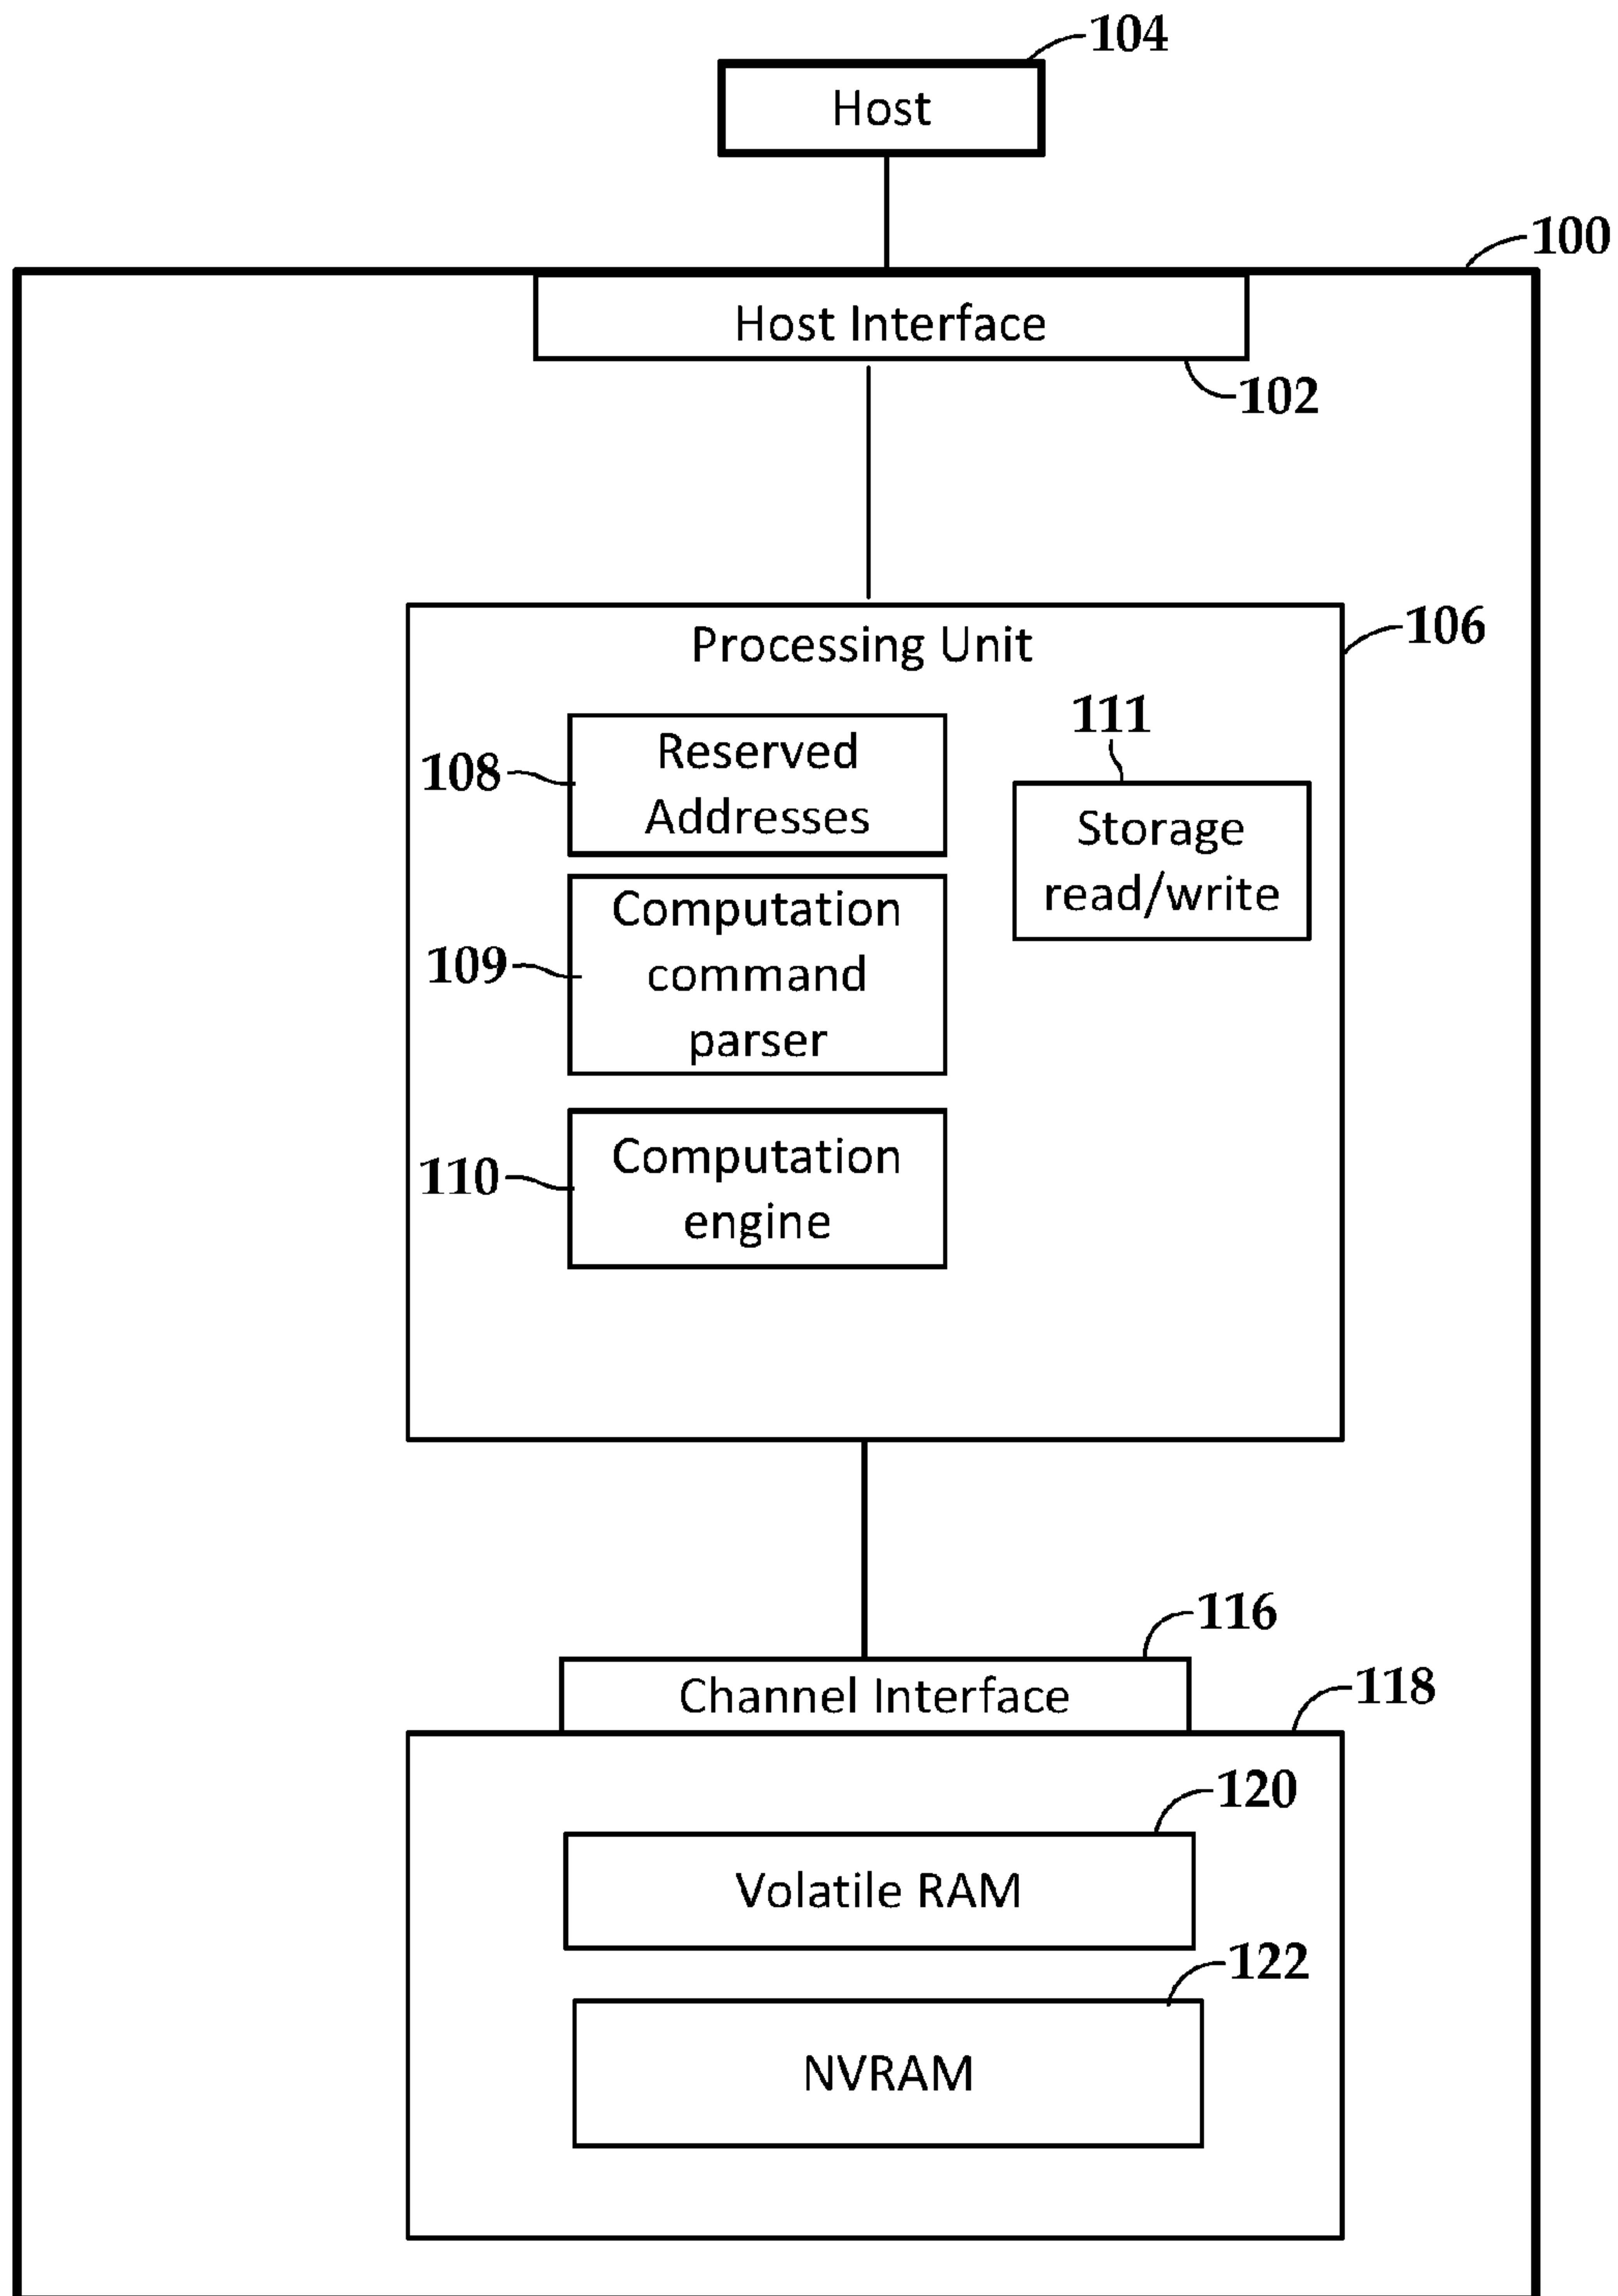 104
Host
100
Host Interface
102
Processing Unit
106
111
108
Reserved
Addresses
Storage
read/write
109
Computation
command
parser
110
Computation
engine
116
Channel Interface
118
120
Volatile RAM
122
NVRAM